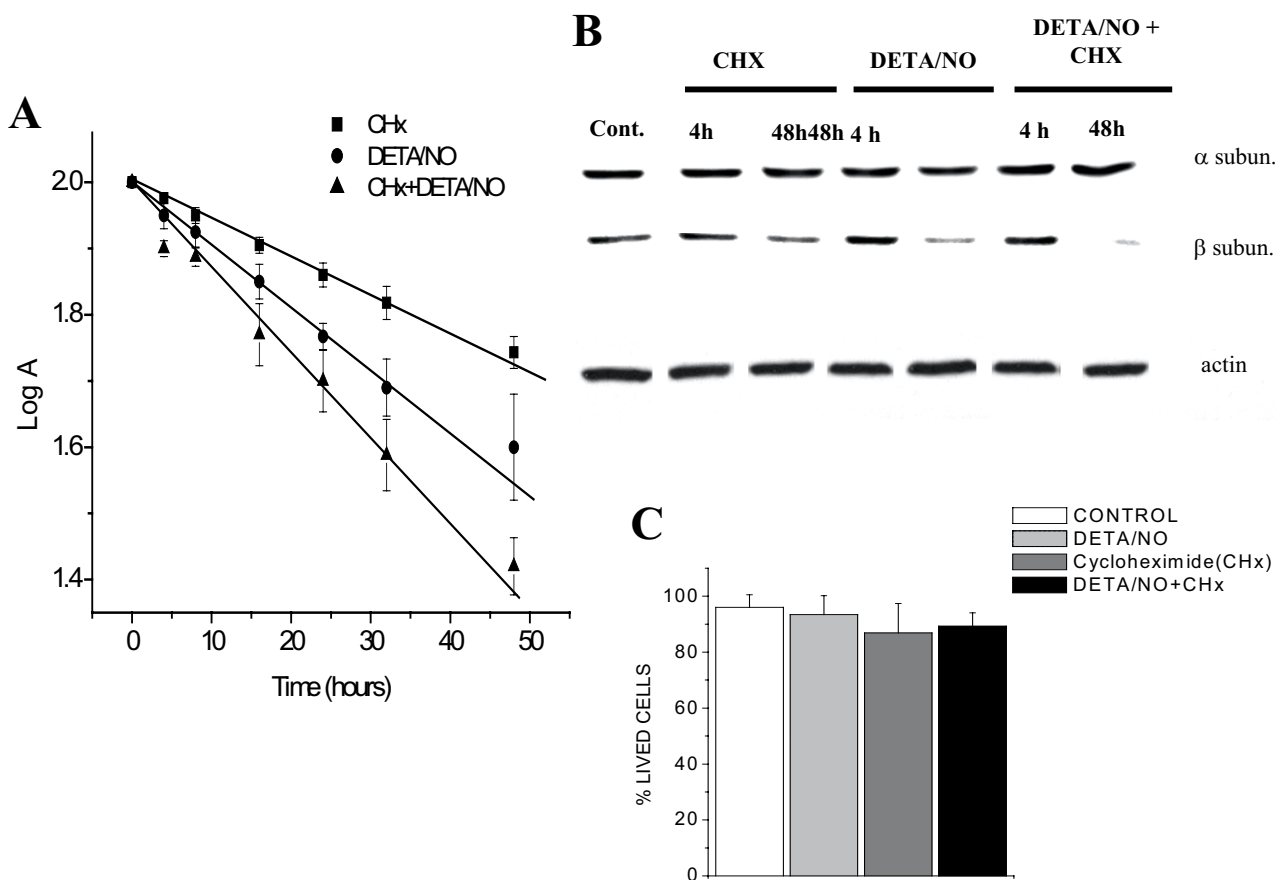 A
CHx
DETA/NO
CHx+DETA/NO
2.0
1.8
1.6
1.4
Log A
0
10
20
30
40
50
Time (hours)
B
CHX
DETA/NO
DETA/NO +
CHX
Cont.
4h
48h48h
4 h
4 h
48h
α subun.
β subun.
actin
C
CONTROL
DETA/NO
Cycloheximide(CHx)
DETA/NO+CHx
100
80
60
40
20
0
% LIVED CELLS